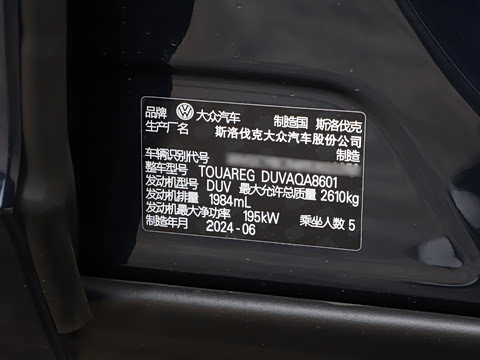 品牌 大众汽车 制造国 斯洛伐克
生产厂名 斯洛伐克大众汽车股份公司
制造
车辆识别代号
整车型号 TOUAREG DUVAQA8601
发动机型号 DUV 最大允许总质量 2610kg
发动机排量 1984mL
发动机最大净功率 195kW 乘坐人数 5
制造年月 2024-06